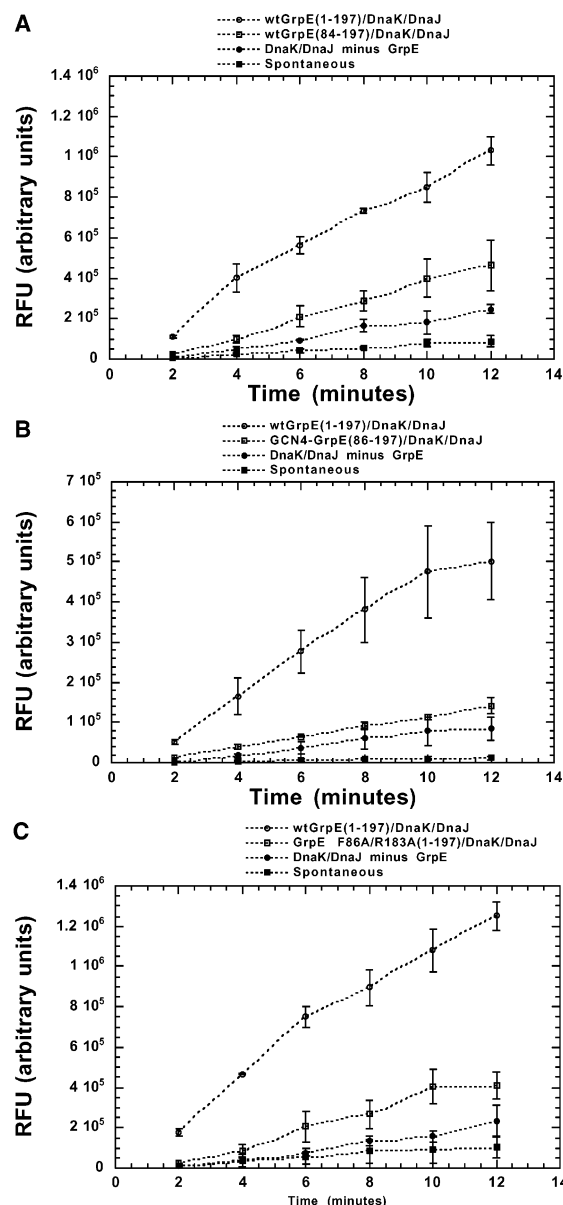 A
wtGrpE(1-197)/DnaK/DnaJ
wtGrpE(84-197)/DnaK/DnaJ
DnaK/DnaJ minus GrpE
Spontaneous
1.4 10⁶
1.2 10⁶
1 10⁶
8 10⁵
6 10⁵
4 10⁵
2 10⁵
0
RFU (arbitrary units)
0 2 4 6 8 10 12 14
Time (minutes)
B
wtGrpE(1-197)/DnaK/DnaJ
GCN4-GrpE(86-197)/DnaK/DnaJ
DnaK/DnaJ minus GrpE
Spontaneous
7 10⁵
6 10⁵
5 10⁵
4 10⁵
3 10⁵
2 10⁵
1 10⁵
0
RFU (arbitrary units)
0 2 4 6 8 10 12 14
Time (minutes)
C
wtGrpE(1-197)/DnaK/DnaJ
GrpE F86A/R183A(1-197)/DnaK/DnaJ
DnaK/DnaJ minus GrpE
Spontaneous
1.4 10⁶
1.2 10⁶
1 10⁶
8 10⁵
6 10⁵
4 10⁵
2 10⁵
0
RFU (arbitrary units)
0 2 4 6 8 10 12 14
Time (minutes)